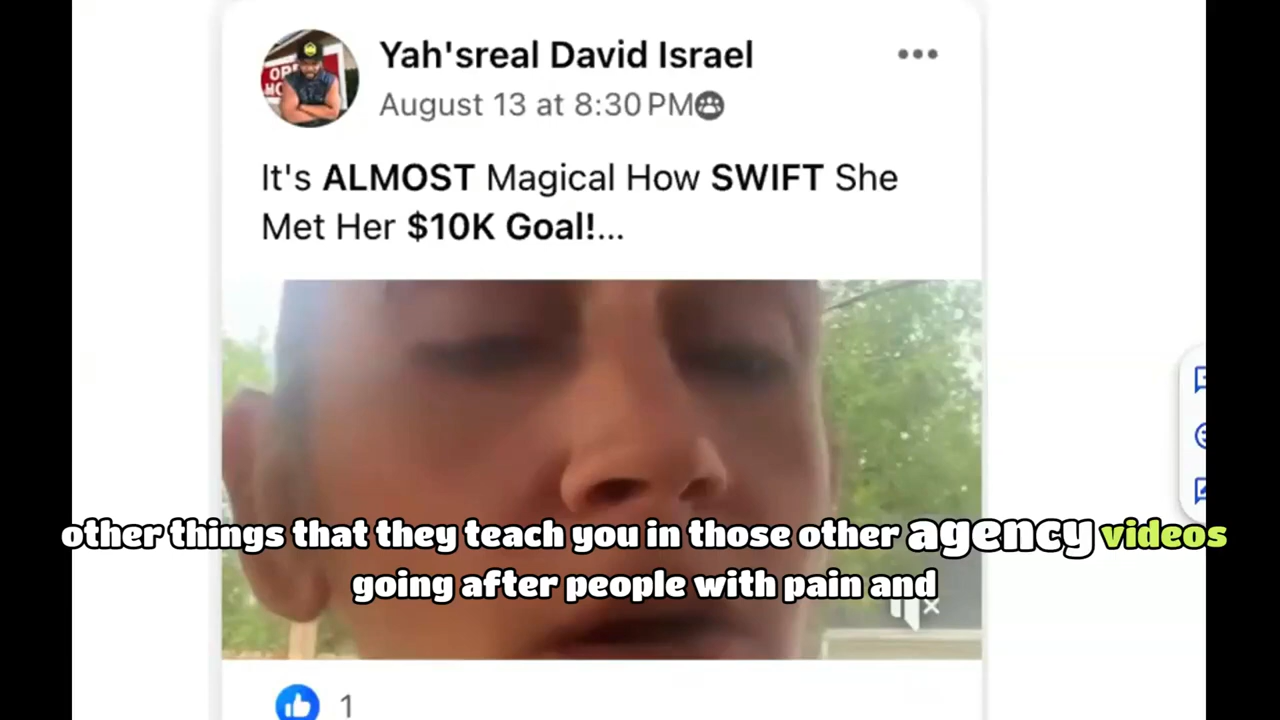 Yah'sreal David Israel
August 13 at 8:30 PM
It's ALMOST Magical How SWIFT She
Met Her $10K Goal!...
other things that they teach you in those other agency videos
going after people with pain and
1